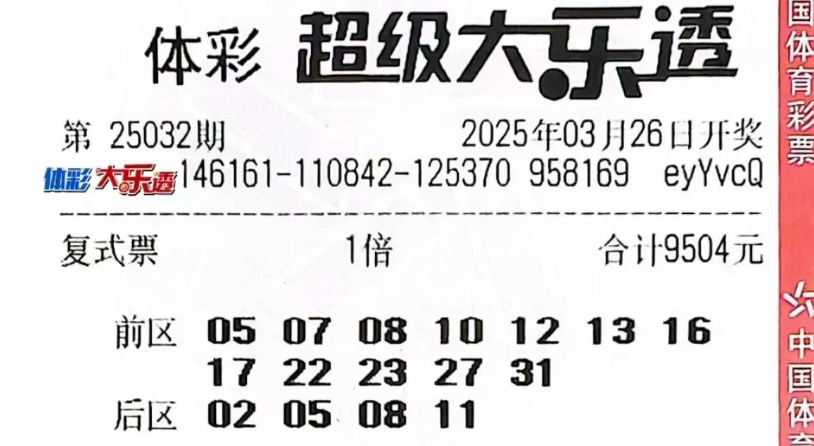 体彩 超级大乐透
第 25032期 2025年03月26日开奖
体彩 大乐透 146161-110842-125370 958169 eyYvcQ
复式票 1倍 合计9504元
前区 05 07 08 10 12 13 16
17 22 23 27 31
后区 02 05 08 11
国体育彩票
中国体育